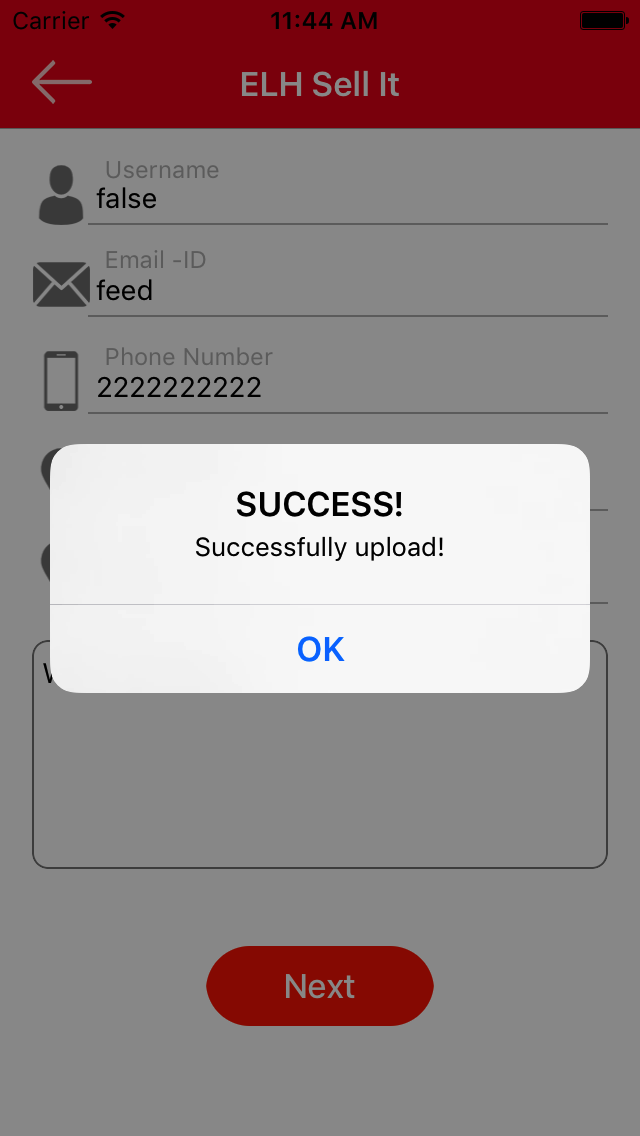 Carrier 11:44 AM
ELH Sell It
Username
false
Email -ID
feed
Phone Number
2222222222
SUCCESS!
Successfully upload!
OK
Next